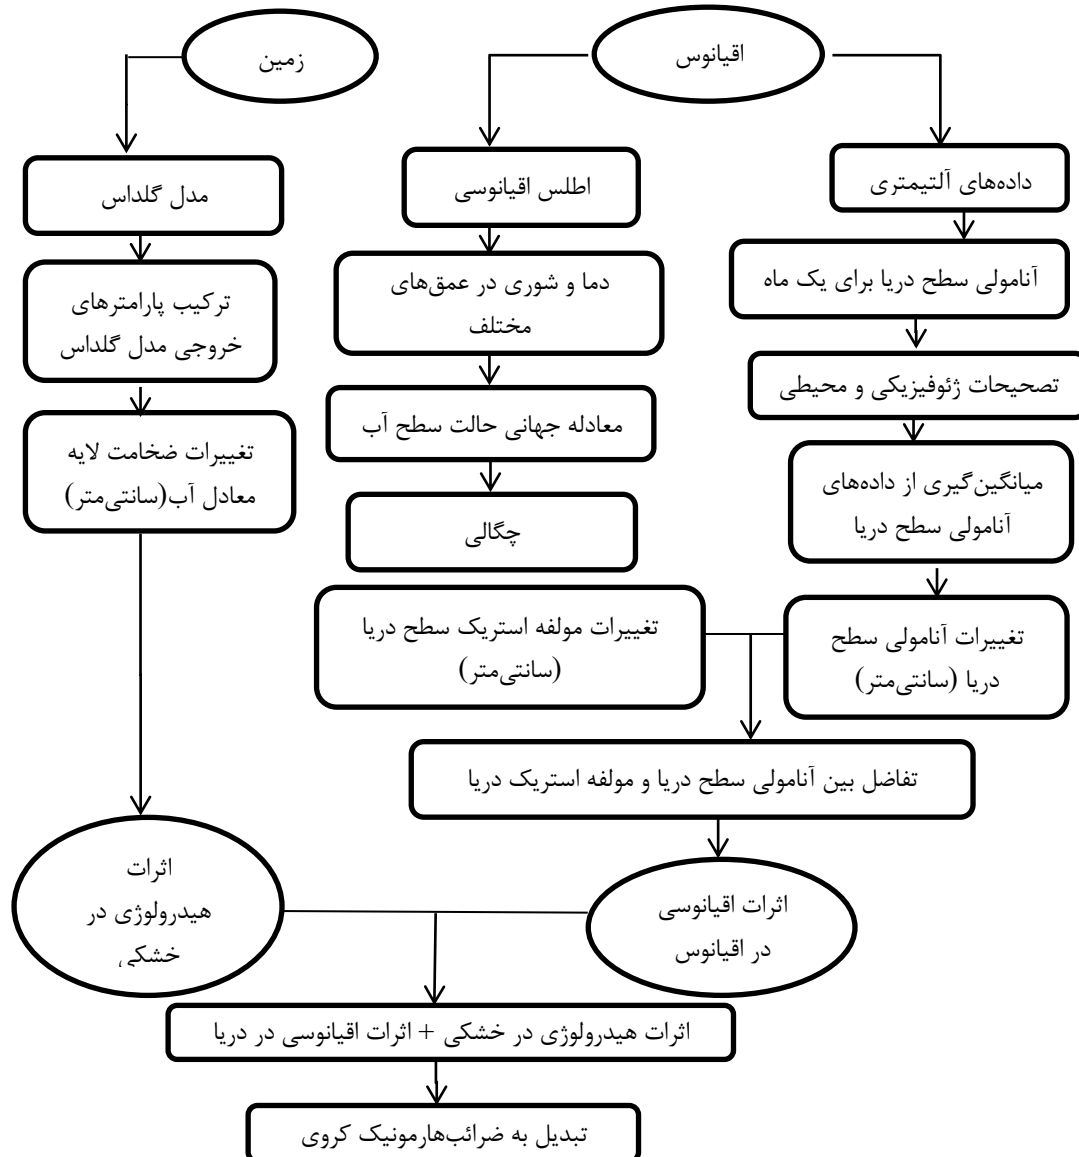 زمین
اقیانوس
مدل گلداس
اطلس اقیانوسی
داده‌های آلتیمتری
ترکیب پارامترهای
خروجی مدل گلداس
دما و شوری در عمق‌های
مختلف
آنامولی سطح دریا برای یک ماه
تصحیحات ژئوفیزیکی و محیطی
تغییرات ضخامت لایه
معادل آب(سانتی‌متر)
معادله جهانی حالت سطح آب
میانگین‌گیری از داده‌های
آنامولی سطح دریا
چگالی
تغییرات مولفه استریک سطح دریا
(سانتی‌متر)
تغییرات آنامولی سطح
دریا (سانتی‌متر)
تفاضل بین آنامولی سطح دریا و مولفه استریک دریا
اثرات
هیدرولوژی در
خشکی
اثرات اقیانوسی
در اقیانوس
اثرات هیدرولوژی در خشکی + اثرات اقیانوسی در دریا
تبدیل به ضرائب‌هارمونیک کروی